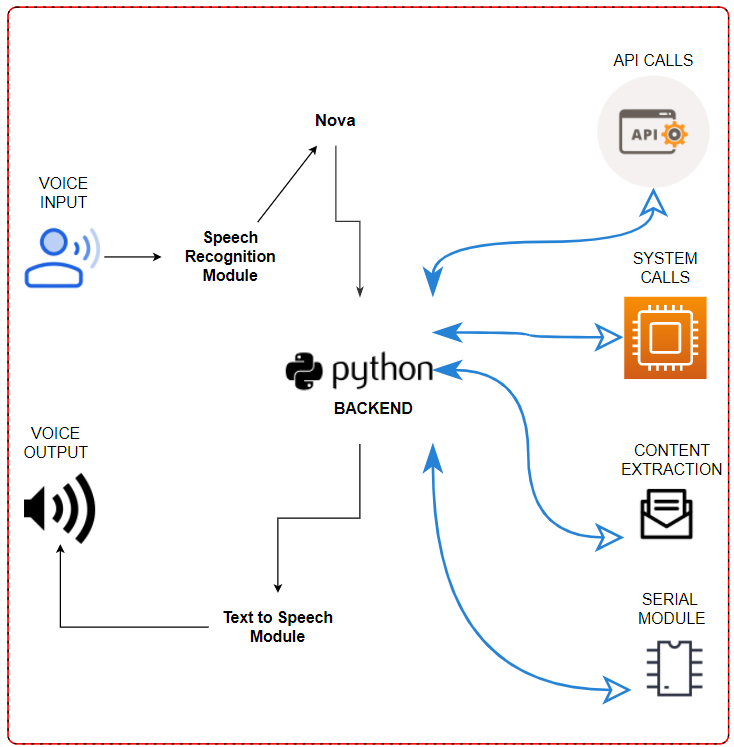 API CALLS
API
Nova
VOICE
INPUT
Speech
Recognition
Module
SYSTEM
CALLS
python
BACKEND
VOICE
OUTPUT
CONTENT
EXTRACTION
Text to Speech
Module
SERIAL
MODULE